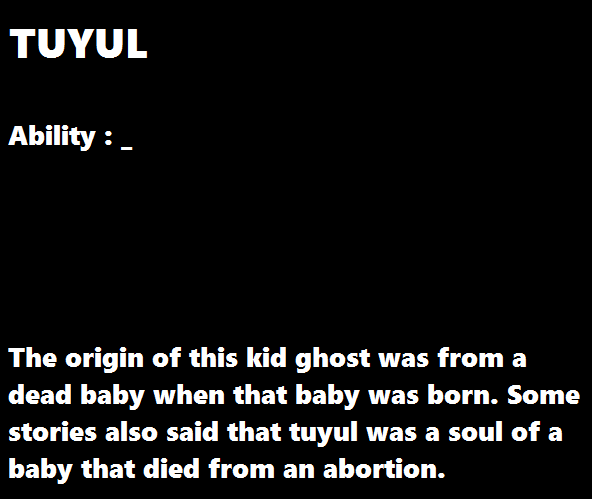 TUYUL
Ability : _
The origin of this kid ghost was from a
dead baby when that baby was born. Some
stories also said that tuyul was a soul of a
baby that died from an abortion.